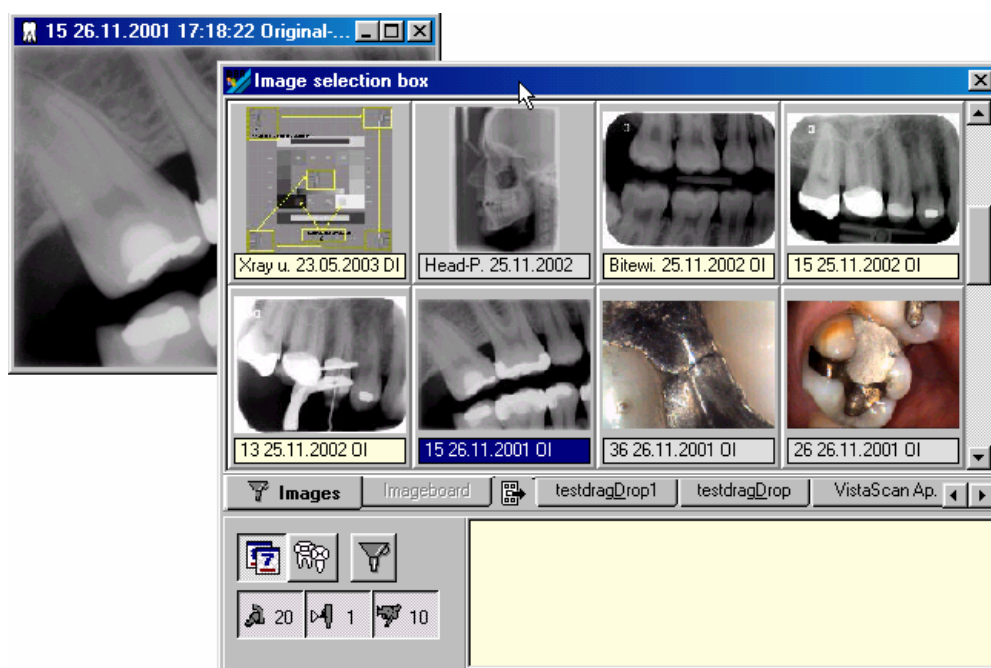 15 26.11.2001 17:18:22 Original-...
Image selection box
Xray u. 23.05.2003 DI
Head-P. 25.11.2002
Bitewi. 25.11.2002 OI
15 25.11.2002 OI
13 25.11.2002 OI
15 26.11.2001 OI
36 26.11.2001 OI
26 26.11.2001 OI
Images
Imageboard
testdragDrop1
testdragDrop
VistaScan Ap.
7
20
1
10